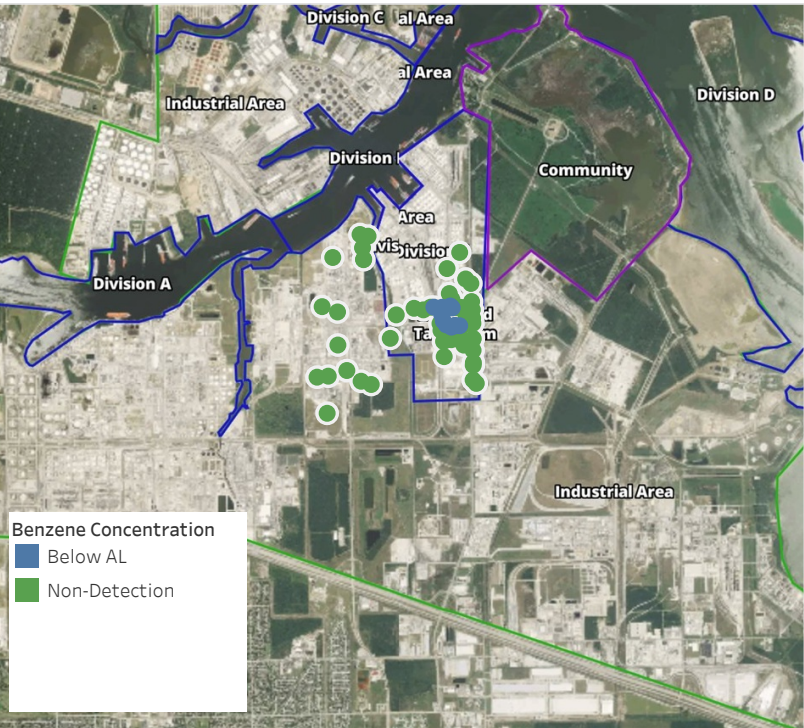 Division C al Area
al Area
Division D
Industrial Area
Division
Community
Area
Division A
Industrial Area
Benzene Concentration
Below AL
Non-Detection